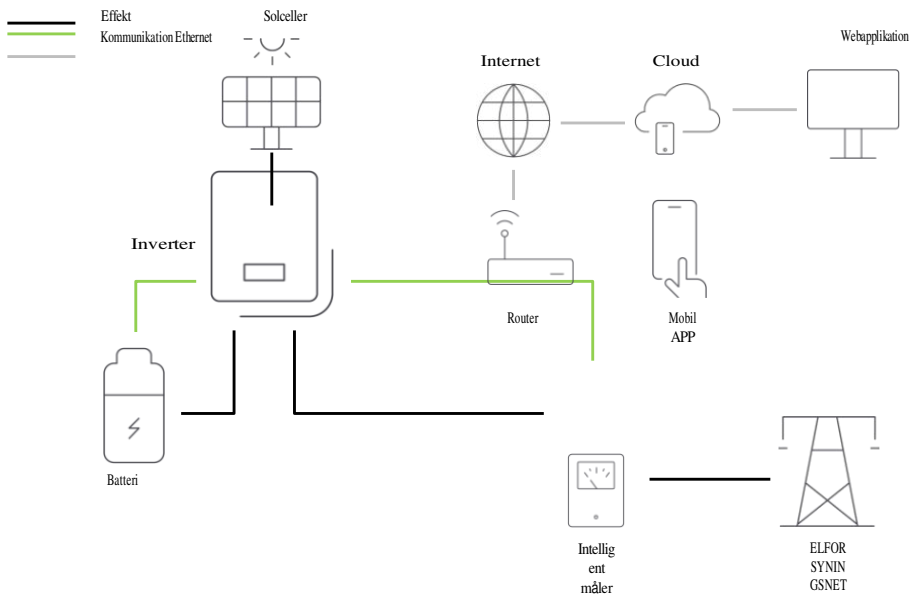 Effekt
Kommunikation Ethernet
Solceller
Internet
Cloud
Webapplikation
Inverter
Router
Mobil
APP
Batteri
Intellig
ent
måler
ELFOR
SYNIN
GSNET